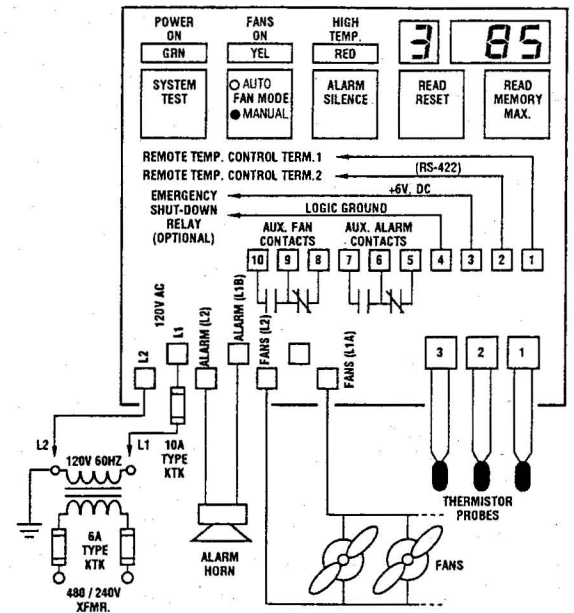 POWER ON
FANS ON
HIGH TEMP.
GRN
YEL
RED
3
85
SYSTEM TEST
AUTO
FAN MODE
MANUAL
ALARM SILENCE
READ RESET
READ MEMORY MAX.
REMOTE TEMP. CONTROL TERM.1
REMOTE TEMP. CONTROL TERM.2
(RS-422)
EMERGENCY SHUT-DOWN RELAY (OPTIONAL)
+6V, DC
LOGIC GROUND
AUX. FAN CONTACTS
AUX. ALARM CONTACTS
10
9
8
7
6
5
4
3
2
1
120V AC
L2
L1
ALARM (L2)
ALARM (L1B)
FANS (L2)
FANS (L1A)
3
2
1
L2
L1
120V 60HZ
10A TYPE KTK
6A TYPE KTK
480 / 240V XFMR.
ALARM HORN
THERMISTOR PROBES
FANS